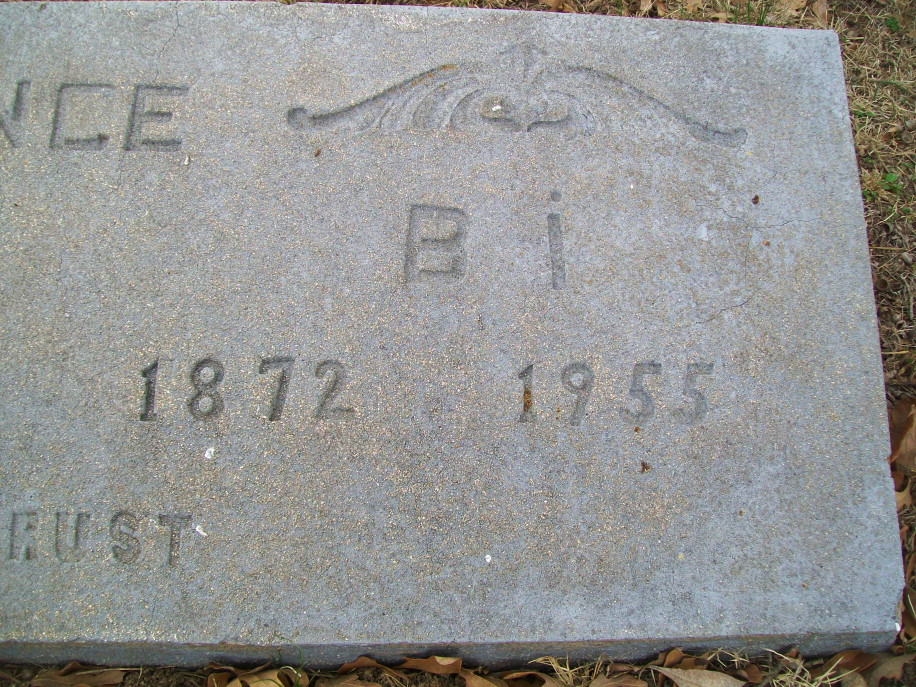 NCE
B i
1872 1955
RUST